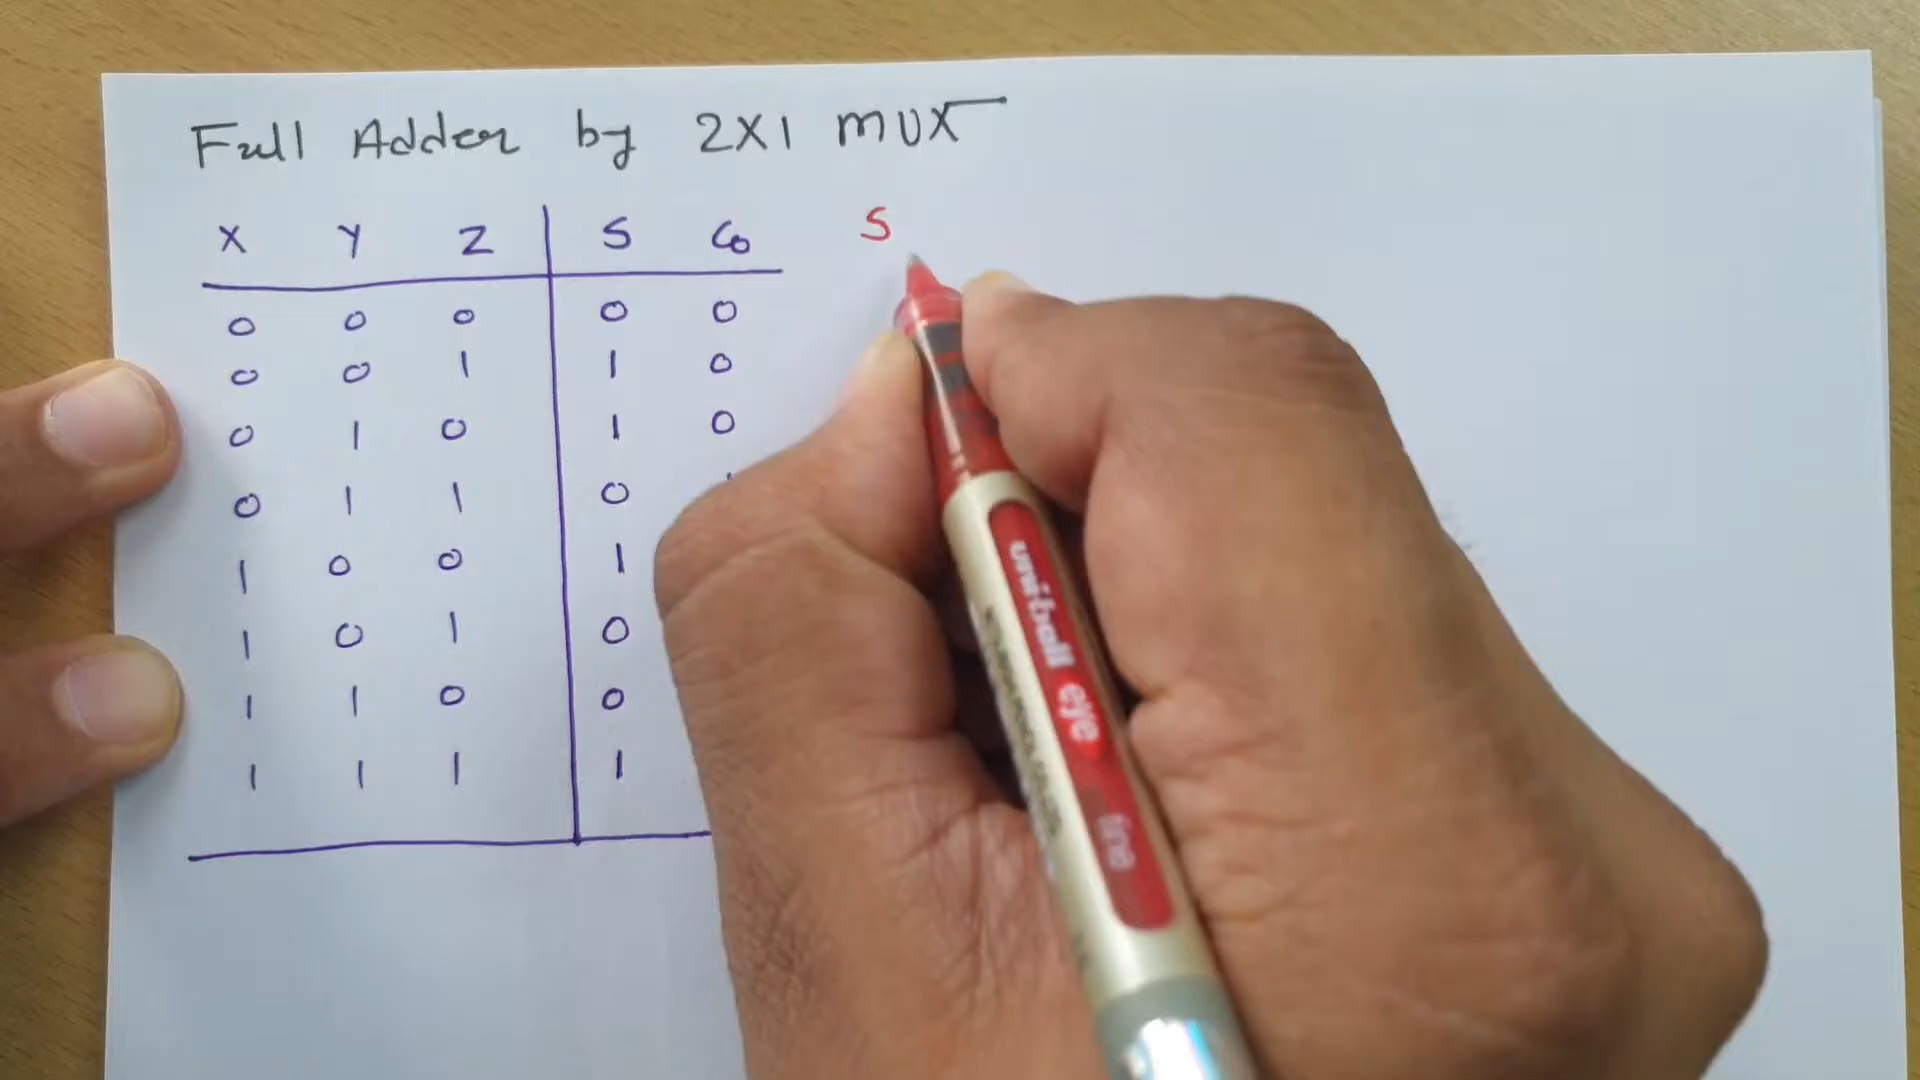 Full Adder by 2X1 MUX
X Y Z S Co S
0 0 0 0 0
0 0 1 1 0
0 1 0 1 0
0 1 1 0
1 0 0 1
1 0 1 0
1 1 0 0
1 1 1 1
uniball eye fine